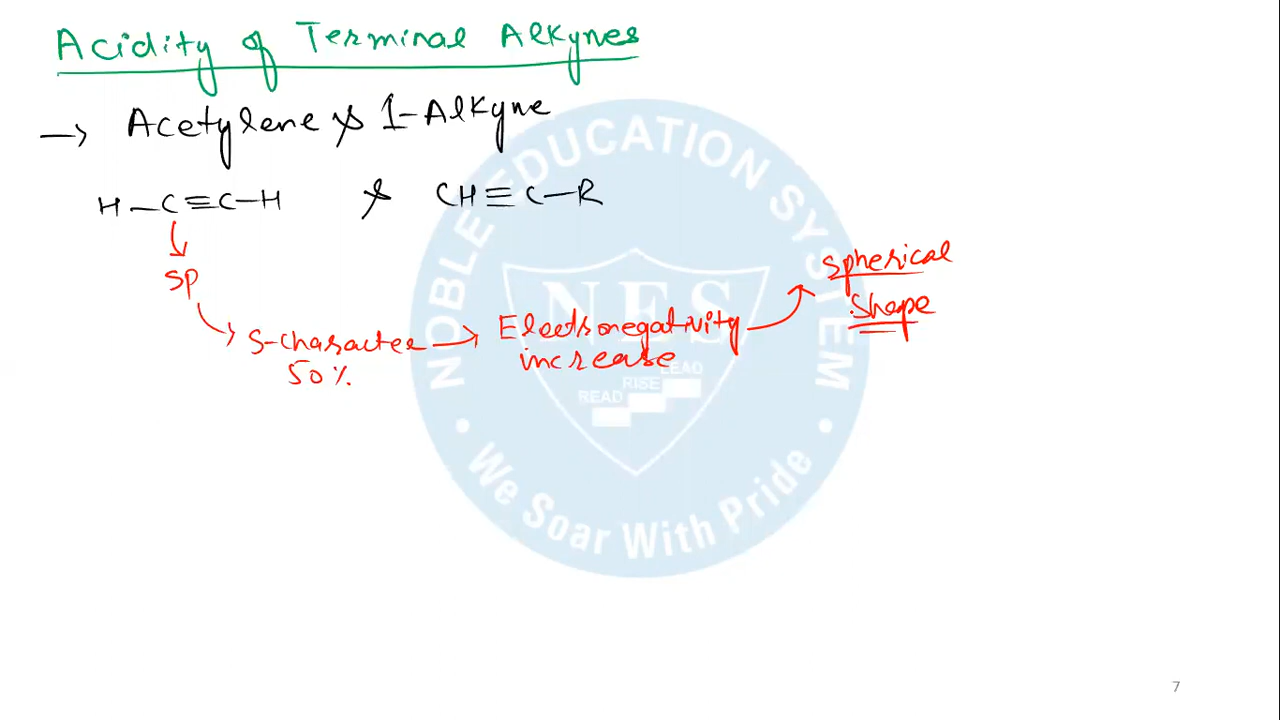 Acidity of Terminal Alkynes
→ Acetylene & 1-Alkyne
H—C≡C—H & CH≡C—R
sp
S-character → Electronegativity
50% increase
spherical
shape
NOBLE EDUCATION SYSTEM
NES
READ RISE LEAD
We Soar With Pride
7